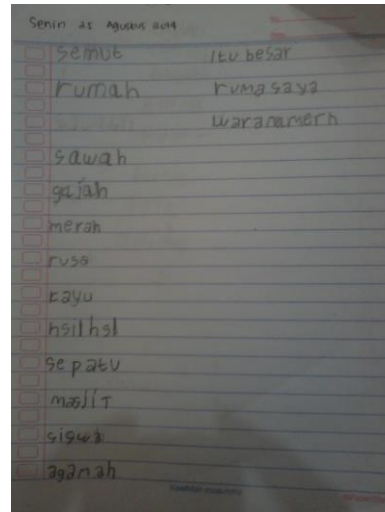 Senin 25 Agustus 2014
semut itu besar
rumah rumasaya
waranamerh
sawah
gajah
merah
rusa
kayu
hsilhsl
sepatu
masjiT
siswa
agamah